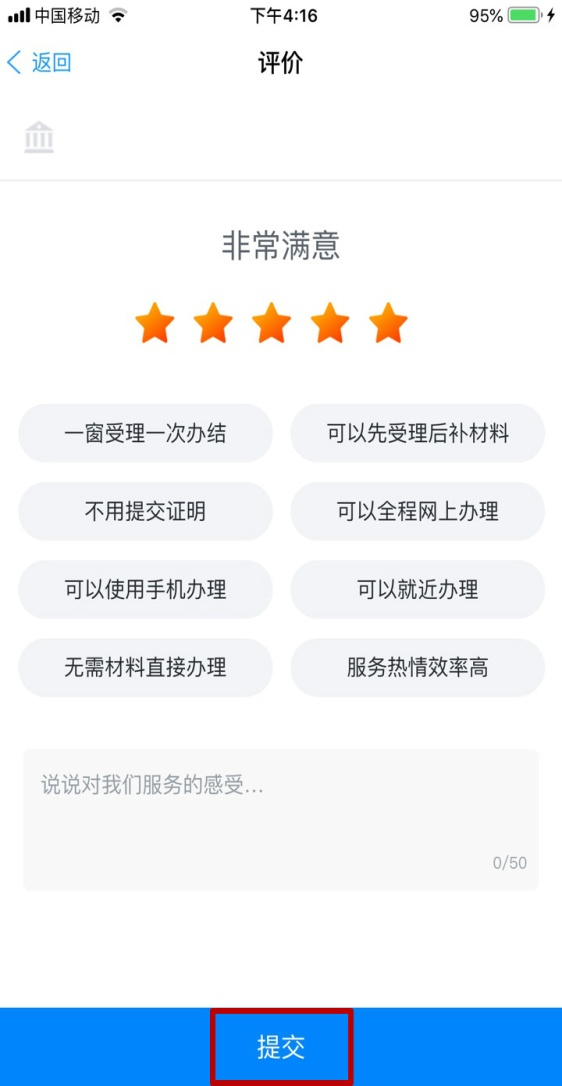 中国移动 下午4:16 95%
返回 评价
非常满意
一窗受理一次办结 可以先受理后补材料
不用提交证明 可以全程网上办理
可以使用手机办理 可以就近办理
无需材料直接办理 服务热情效率高
说说对我们服务的感受...
0/50
提交